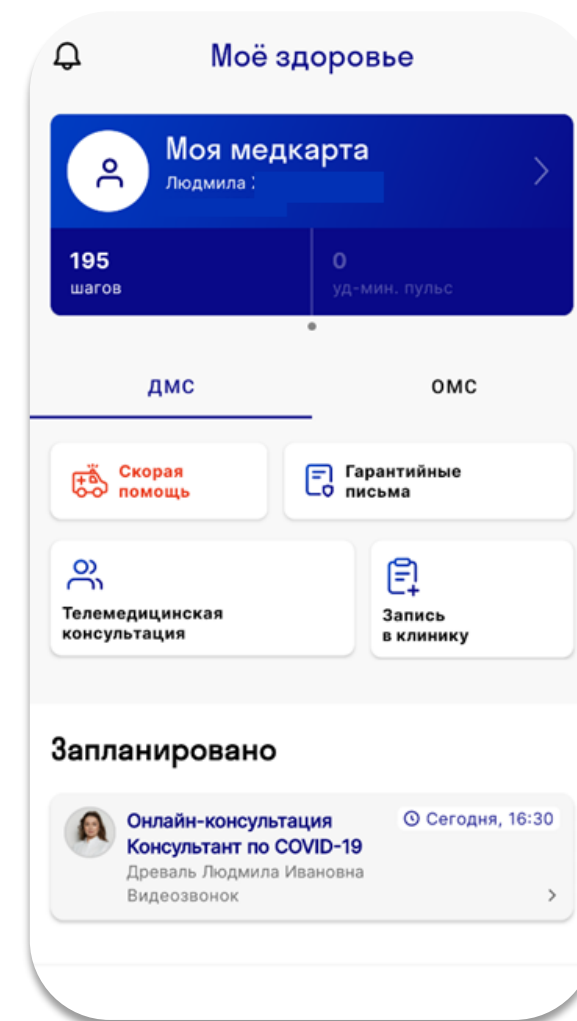 Моё здоровье
Моя медкарта
Людмила
195
шагов
0
уд-мин. пульс
ДМС
ОМС
Скорая
помощь
Гарантийные
письма
Телемедицинская
консультация
Запись
в клинику
Запланировано
Онлайн-консультация
Сегодня, 16:30
Консультант по COVID-19
Древаль Людмила Ивановна
Видеозвонок